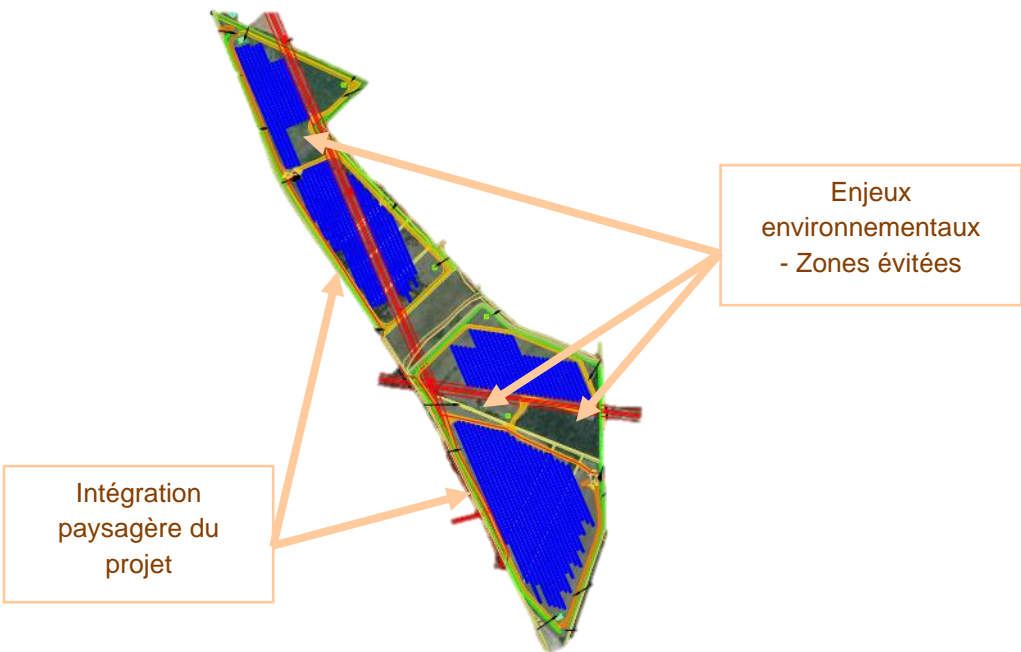 Enjeux
environnementaux
- Zones évitées
Intégration
paysagère du
projet